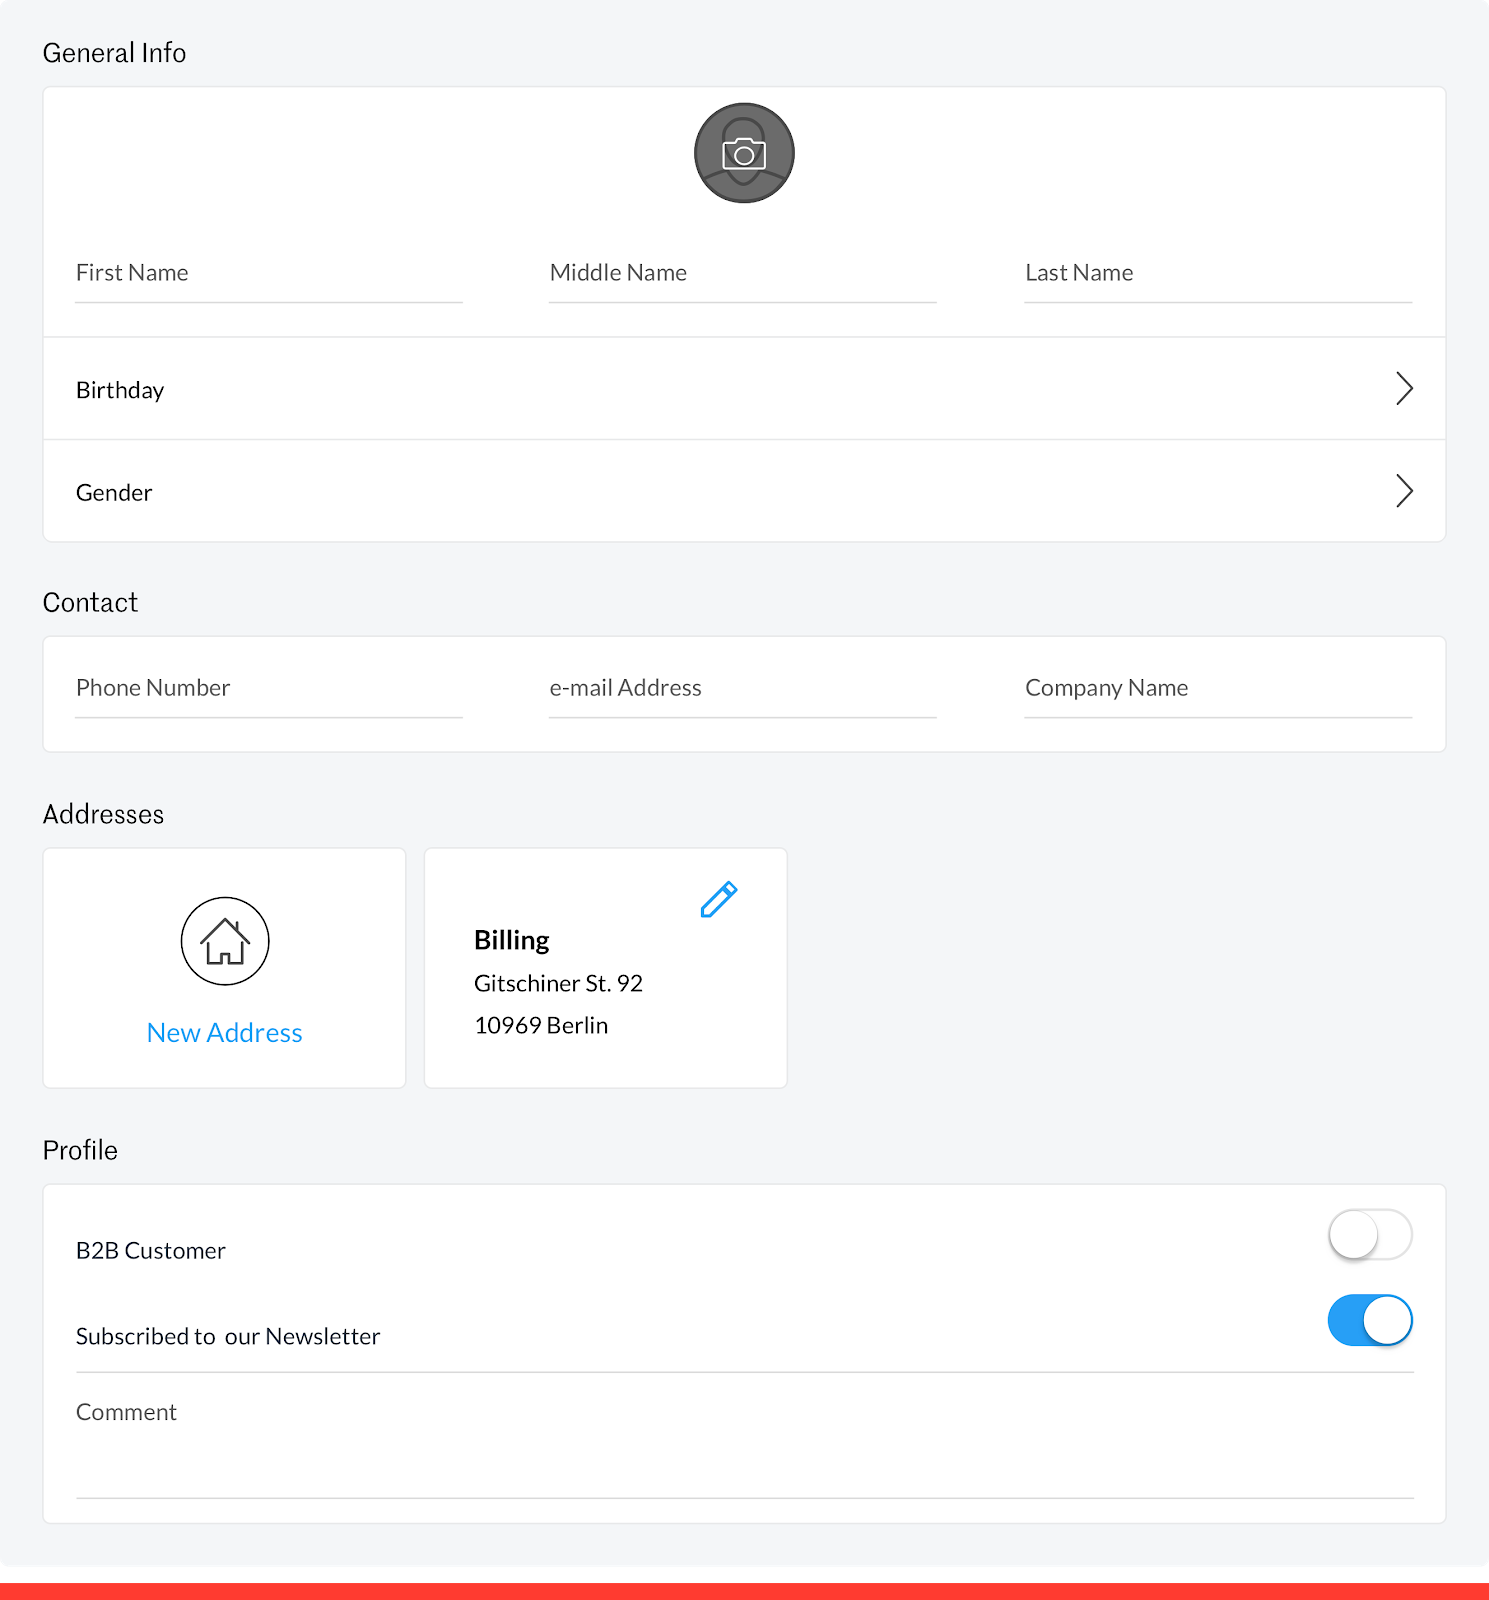 General Info
First Name
Middle Name
Last Name
Birthday
Gender
Contact
Phone Number
e-mail Address
Company Name
Addresses
New Address
Billing
Gitschiner St. 92
10969 Berlin
Profile
B2B Customer
Subscribed to our Newsletter
Comment